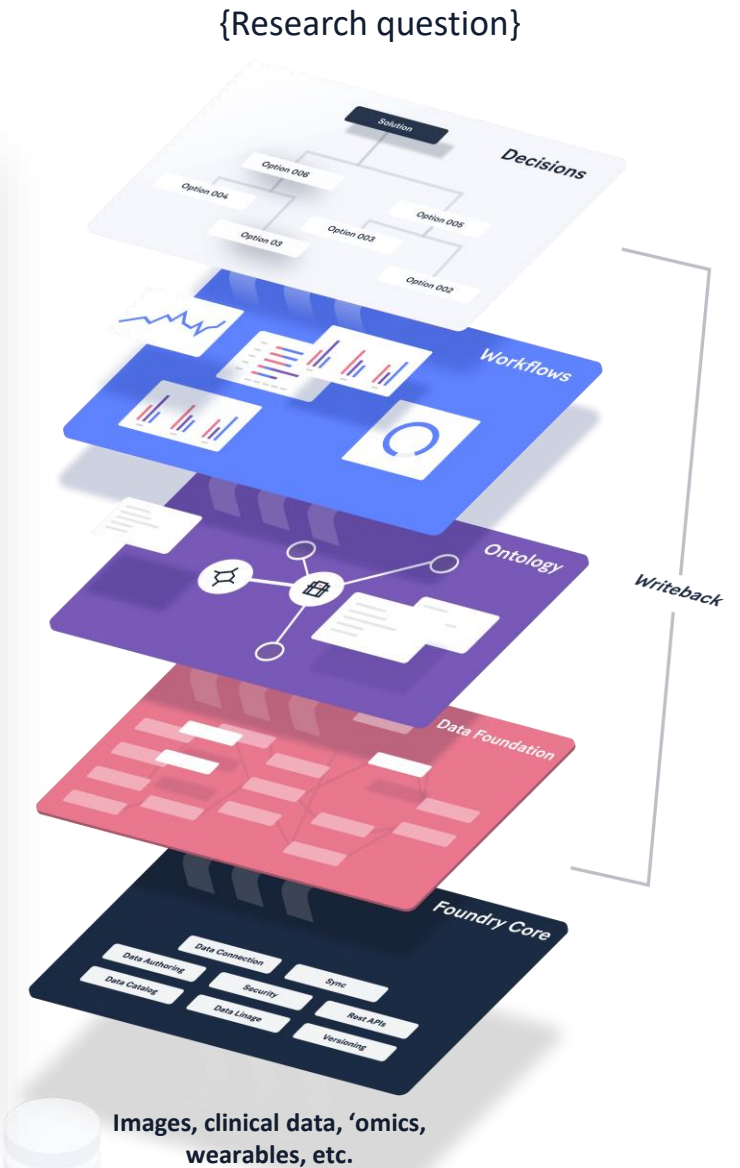 {Research question}
Solution
Decisions
Option 006
Option 004
Option 005
Option 003
Option 03
Option 002
Workflows
Ontology
Writeback
Data Foundation
Foundry Core
Data Connection
Data Authoring
Sync
Data Catalog
Security
Rest APIs
Data Linage
Versioning
Images, clinical data, ‘omics,
wearables, etc.